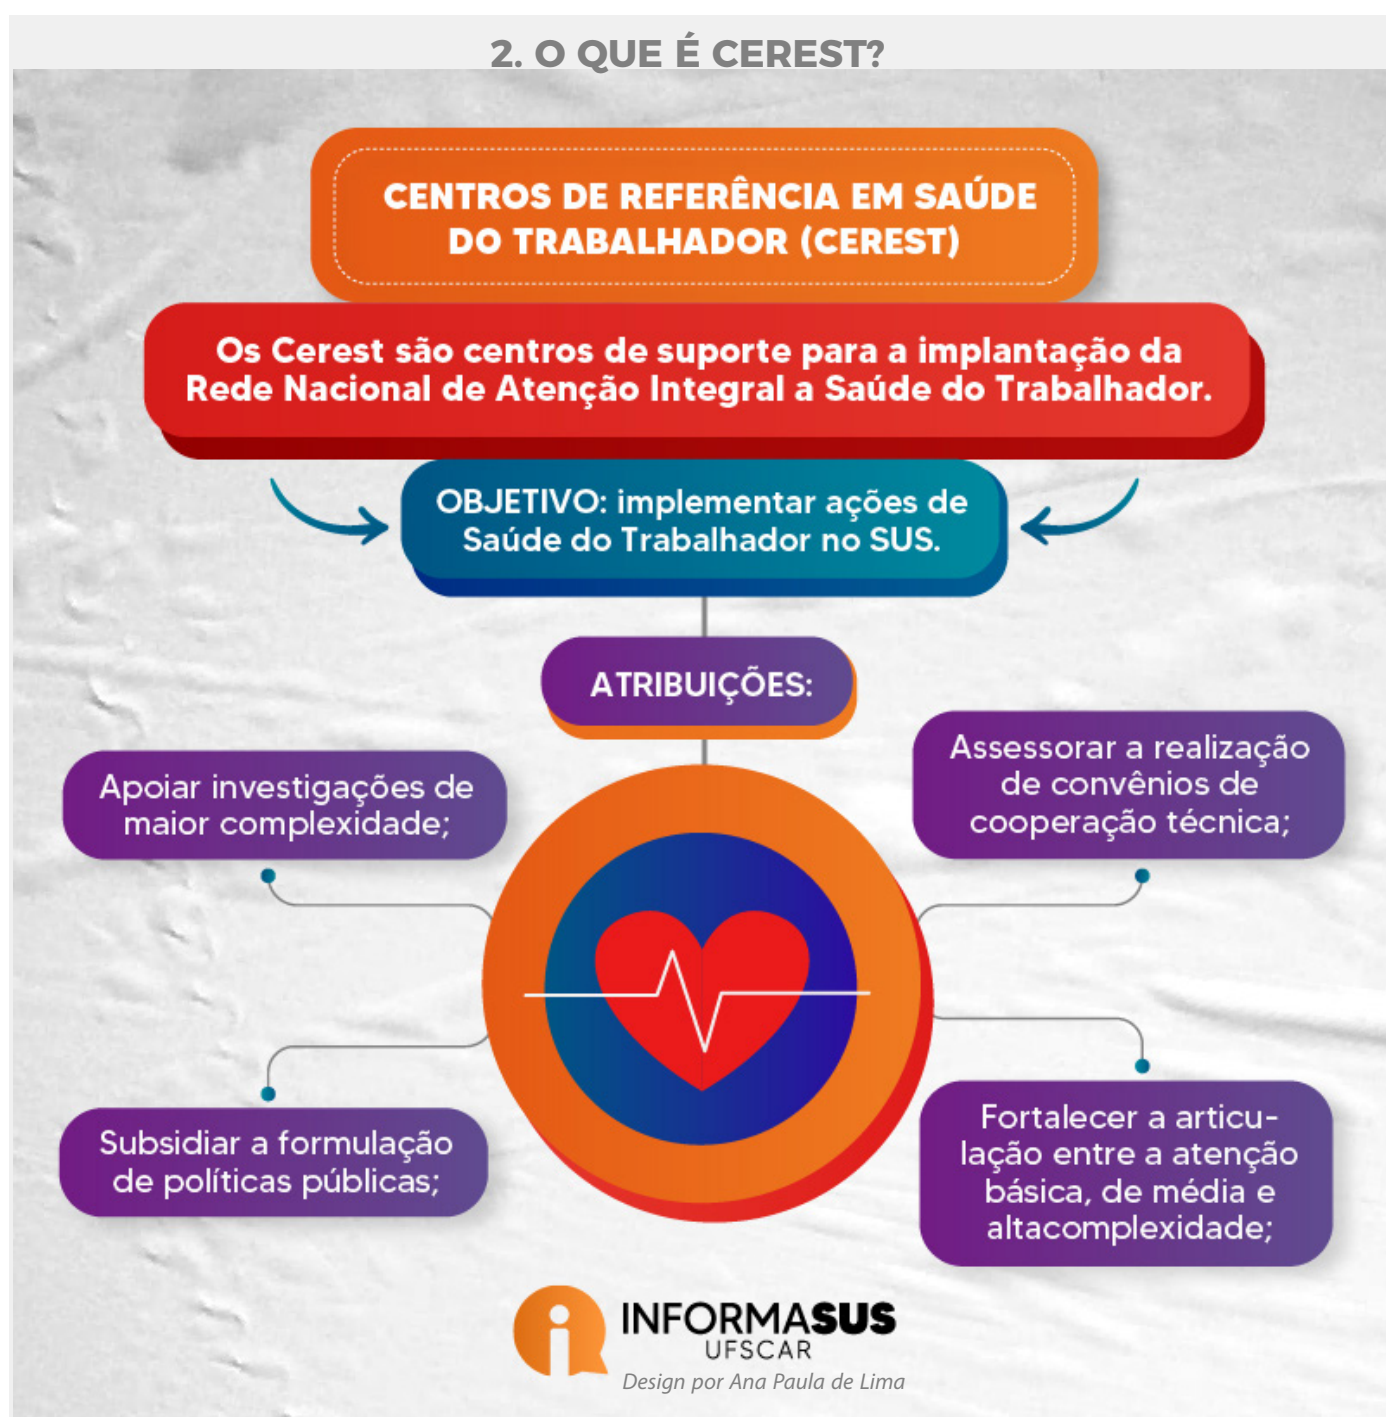 2. O QUE É CEREST?
CENTROS DE REFERÊNCIA EM SAÚDE
DO TRABALHADOR (CEREST)
Os Cerest são centros de suporte para a implantação da
Rede Nacional de Atenção Integral a Saúde do Trabalhador.
OBJETIVO: implementar ações de
Saúde do Trabalhador no SUS.
ATRIBUIÇÕES:
Apoiar investigações de
maior complexidade;
Assessorar a realização
de convênios de
cooperação técnica;
Subsidiar a formulação
de políticas públicas;
Fortalecer a articu-
lação entre a atenção
básica, de média e
altacomplexidade;
INFORMASUS
UFSCAR
Design por Ana Paula de Lima